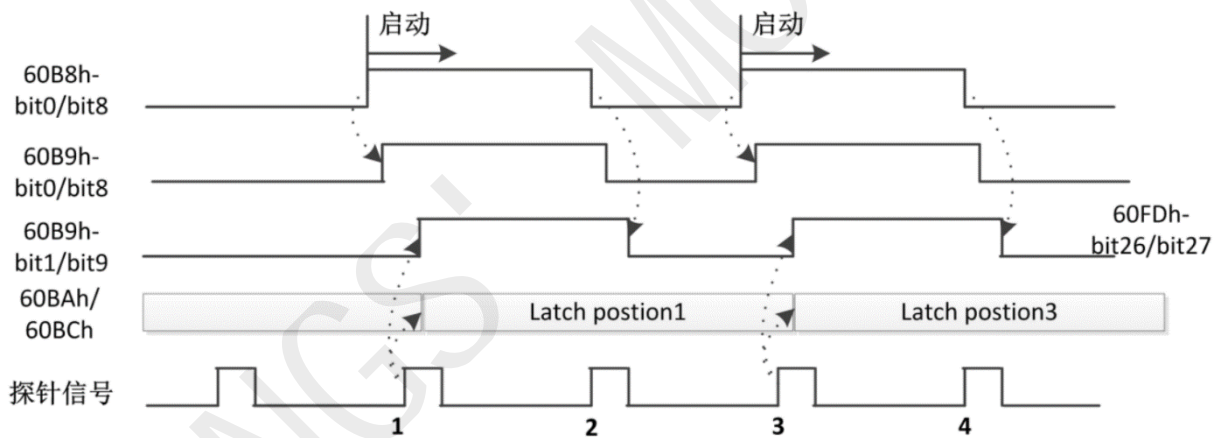 启动 启动
60B8h-
bit0/bit8
60B9h-
bit0/bit8
60B9h-
bit1/bit9
60FDh-
bit26/bit27
60BAh/
60BCh
Latch postion1 Latch postion3
探针信号
1 2 3 4